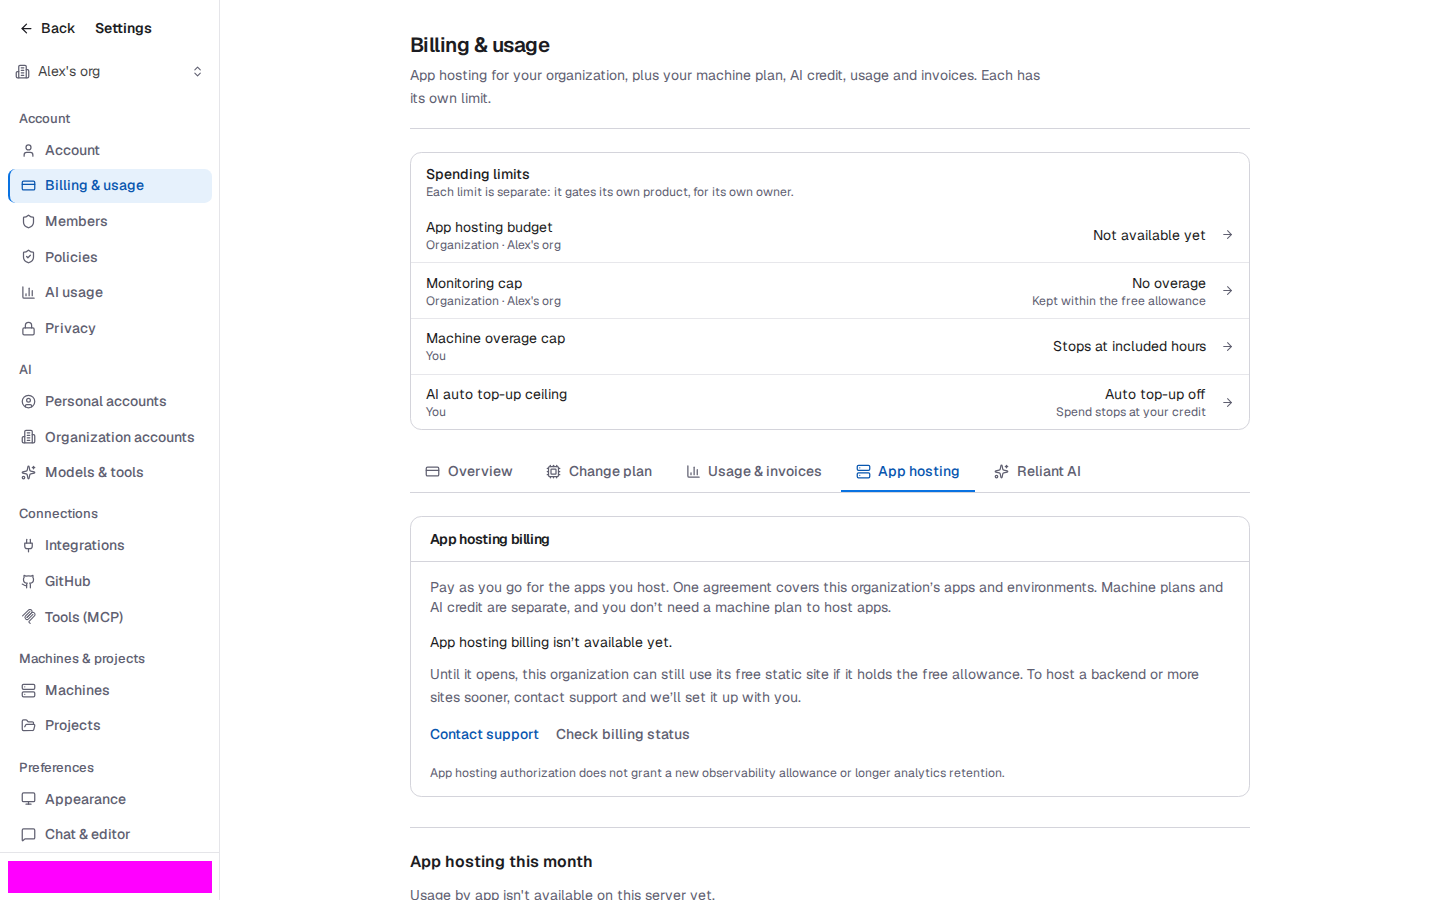 Back Settings
Alex's org
Account
Account
Billing & usage
Members
Policies
AI usage
Privacy
AI
Personal accounts
Organization accounts
Models & tools
Connections
Integrations
GitHub
Tools (MCP)
Machines & projects
Machines
Projects
Preferences
Appearance
Chat & editor
Billing & usage
App hosting for your organization, plus your machine plan, AI credit, usage and invoices. Each has
its own limit.
Spending limits
Each limit is separate: it gates its own product, for its own owner.
App hosting budget
Organization · Alex's org
Not available yet
Monitoring cap
Organization · Alex's org
No overage
Kept within the free allowance
Machine overage cap
You
Stops at included hours
AI auto top-up ceiling
You
Auto top-up off
Spend stops at your credit
Overview Change plan Usage & invoices App hosting Reliant AI
App hosting billing
Pay as you go for the apps you host. One agreement covers this organization’s apps and environments. Machine plans and
AI credit are separate, and you don’t need a machine plan to host apps.
App hosting billing isn’t available yet.
Until it opens, this organization can still use its free static site if it holds the free allowance. To host a backend or more
sites sooner, contact support and we’ll set it up with you.
Contact support Check billing status
App hosting authorization does not grant a new observability allowance or longer analytics retention.
App hosting this month
Usage by app isn't available on this server yet.